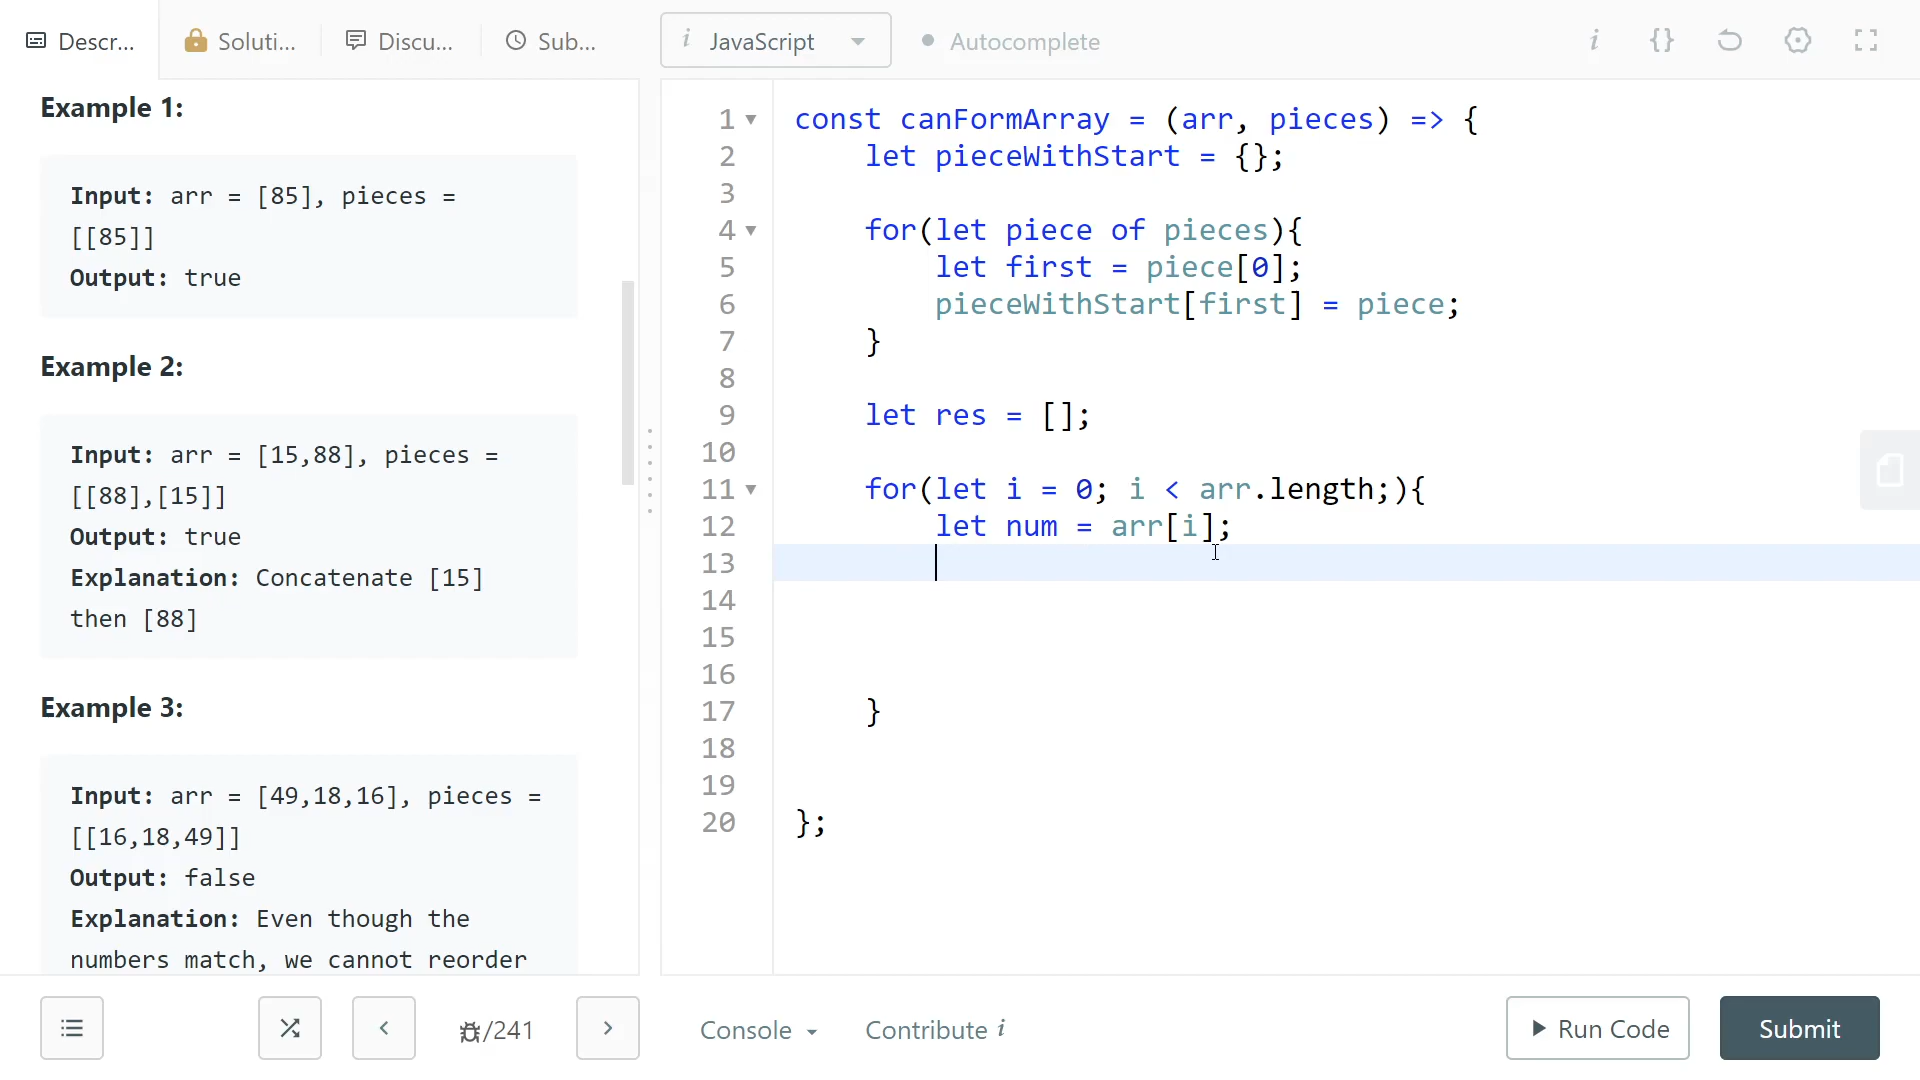 Descr...
Soluti...
Discu...
Sub...
i JavaScript
Autocomplete
i {}
Example 1:
Input: arr = [85], pieces =
[[85]]
Output: true
Example 2:
Input: arr = [15,88], pieces =
[[88],[15]]
Output: true
Explanation: Concatenate [15]
then [88]
Example 3:
Input: arr = [49,18,16], pieces =
[[16,18,49]]
Output: false
Explanation: Even though the
numbers match, we cannot reorder
1 const canFormArray = (arr, pieces) => {
2 let pieceWithStart = {};
3
4 for(let piece of pieces){
5 let first = piece[0];
6 pieceWithStart[first] = piece;
7 }
8
9 let res = [];
10
11 for(let i = 0; i < arr.length;){
12 let num = arr[i];
13
14
15
16
17 }
18
19
20 };
/241
Console
Contribute i
Run Code
Submit